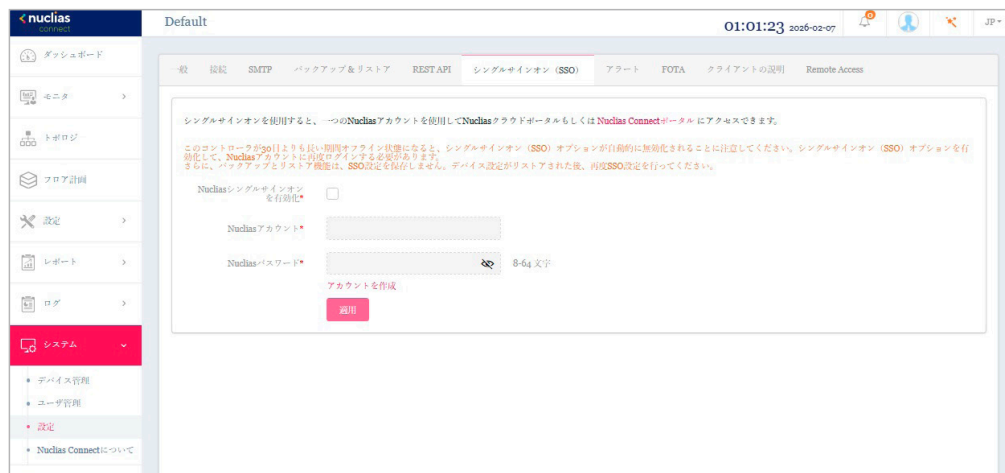 nuclias
connect
Default
01:01:23 2026-02-07
0
JP
ダッシュボード
モニタ
トポロジ
フロア計画
設定
レポート
ログ
システム
デバイス管理
ユーザ管理
設定
Nuclias Connectについて
一般 接続 SMTP バックアップ&リストア REST API シングルサインオン（SSO） アラート FOTA クライアントの説明 Remote Access
シングルサインオンを使用すると、一つのNucliasアカウントを使用してNucliasクラウドポータルもしくは Nuclias Connectポータル にアクセスできます。
このコントローラが30日よりも長い期間オフライン状態になると、シングルサインオン（SSO）オプションが自動的に無効化されることに注意してください。シングルサインオン（SSO）オプションを有
効化して、Nucliasアカウントに再度ログインする必要があります。
さらに、バックアップとリストア機能は、SSO設定を保存しません。デバイス設定がリストアされた後、再度SSO設定を行ってください。
Nucliasシングルサインオン
を有効化*
Nucliasアカウント*
Nucliasパスワード*
8-64 文字
アカウントを作成
適用